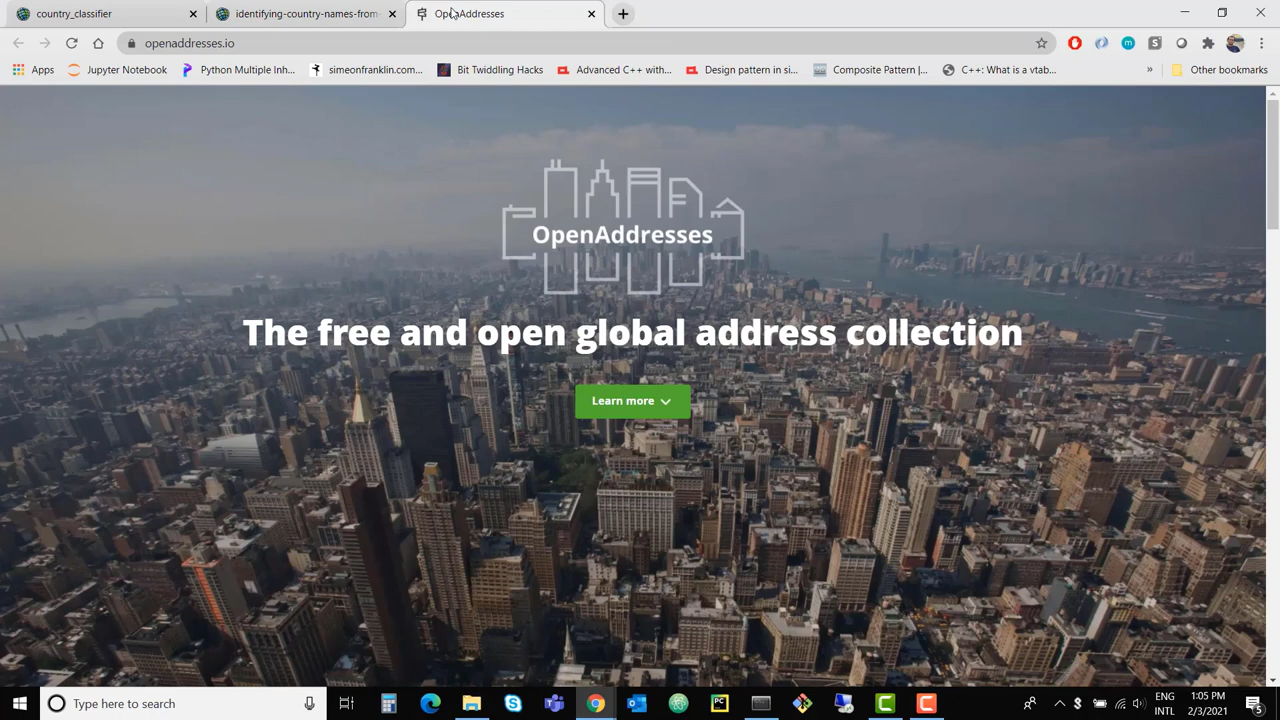 country_classifier
identifying-country-names-from-
OpenAddresses
openaddresses.io
Apps
Jupyter Notebook
Python Multiple Inh...
simeonfranklin.com...
Bit Twiddling Hacks
Advanced C++ with...
Design pattern in si...
Composite Pattern |...
C++: What is a vtab...
»
Other bookmarks
OpenAddresses
The free and open global address collection
Learn more
Type here to search
ENG
INTL
1:05 PM
2/3/2021
5